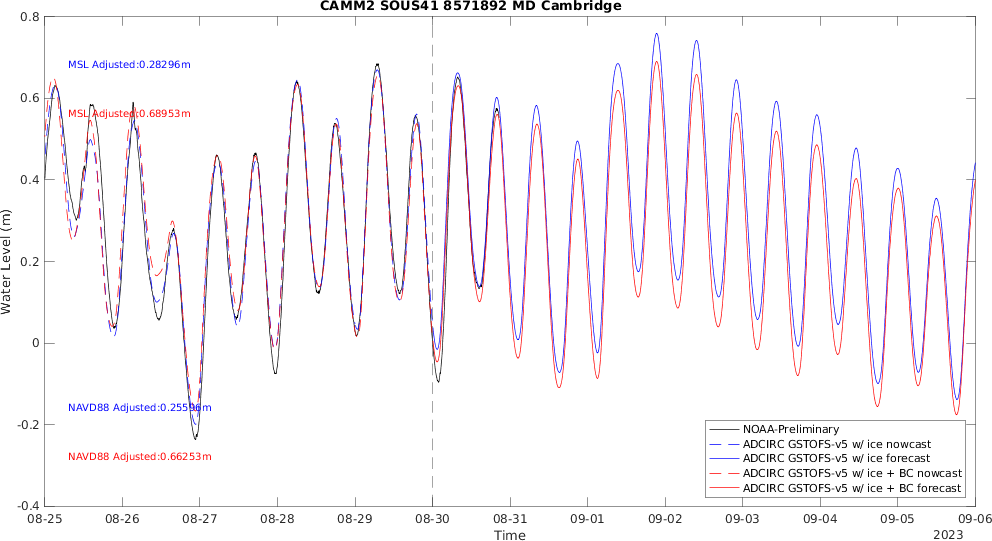 CAMM2 SOUS41 8571892 MD Cambridge
Water Level (m)
0.8
0.6
0.4
0.2
0
-0.2
-0.4
MSL Adjusted:0.28296m
MSL Adjusted:0.68953m
NAVD88 Adjusted:0.25596m
NAVD88 Adjusted:0.66253m
NOAA-Preliminary
ADCIRC GSTOFS-v5 w/ ice nowcast
ADCIRC GSTOFS-v5 w/ ice forecast
ADCIRC GSTOFS-v5 w/ ice + BC nowcast
ADCIRC GSTOFS-v5 w/ ice + BC forecast
08-25 08-26 08-27 08-28 08-29 08-30 08-31 09-01 09-02 09-03 09-04 09-05 09-06
Time
2023